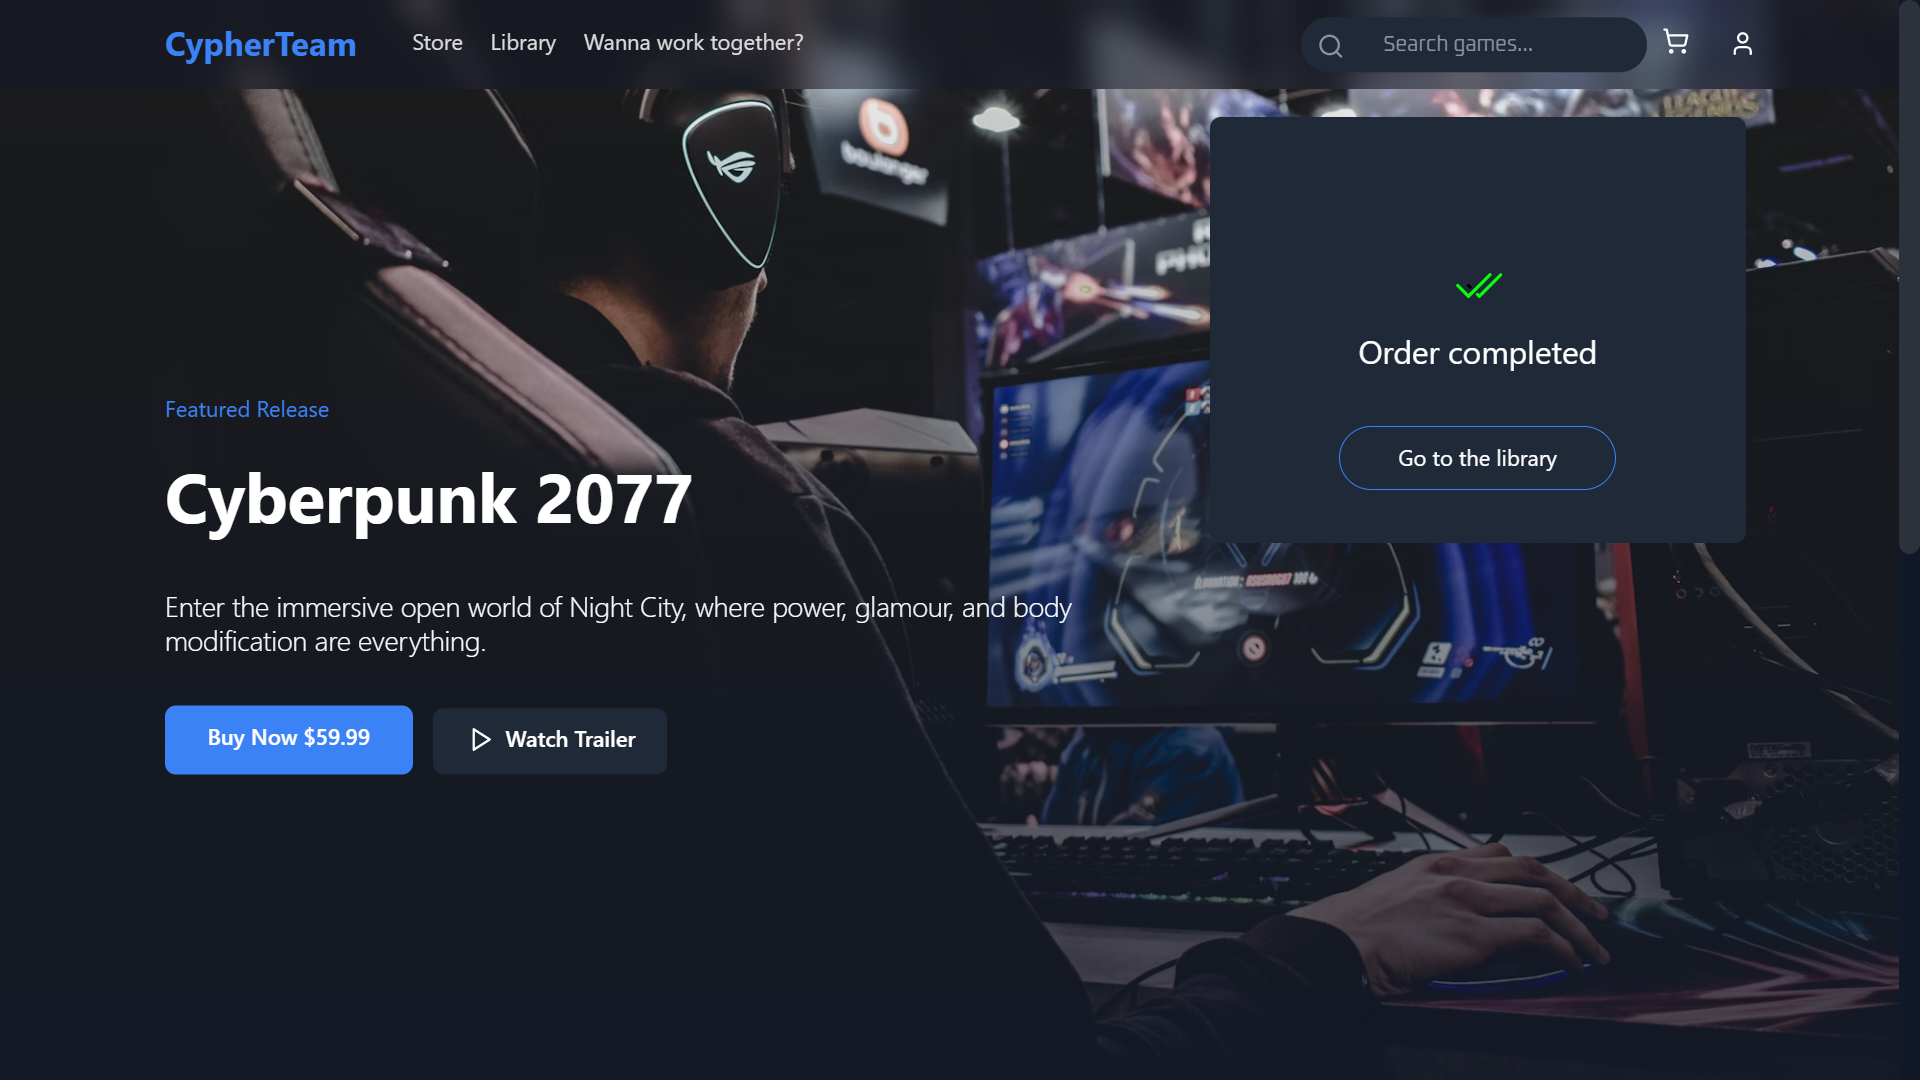 CypherTeam
Store
Library
Wanna work together?
Search games...
boulanger
Order completed
Go to the library
Featured Release
Cyberpunk 2077
Enter the immersive open world of Night City, where power, glamour, and body
modification are everything.
Buy Now $59.99
Watch Trailer